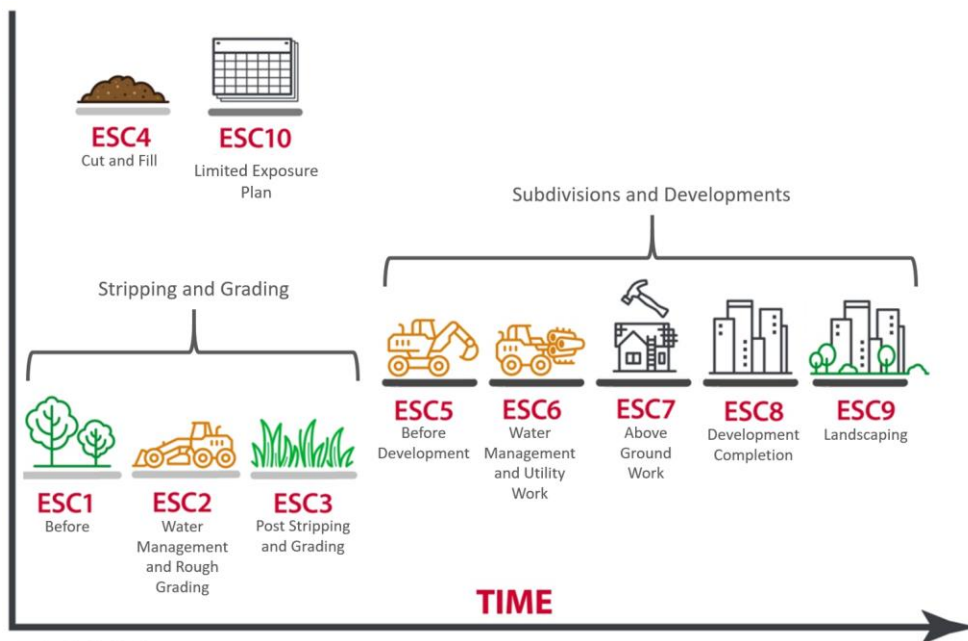 ESC4
Cut and Fill
ESC10
Limited Exposure
Plan
Subdivisions and Developments
Stripping and Grading
ESC5
Before
Development
ESC6
Water
Management
and Utility
Work
ESC7
Above
Ground
Work
ESC8
Development
Completion
ESC9
Landscaping
ESC1
Before
ESC2
Water
Management
and Rough
Grading
ESC3
Post Stripping
and Grading
TIME